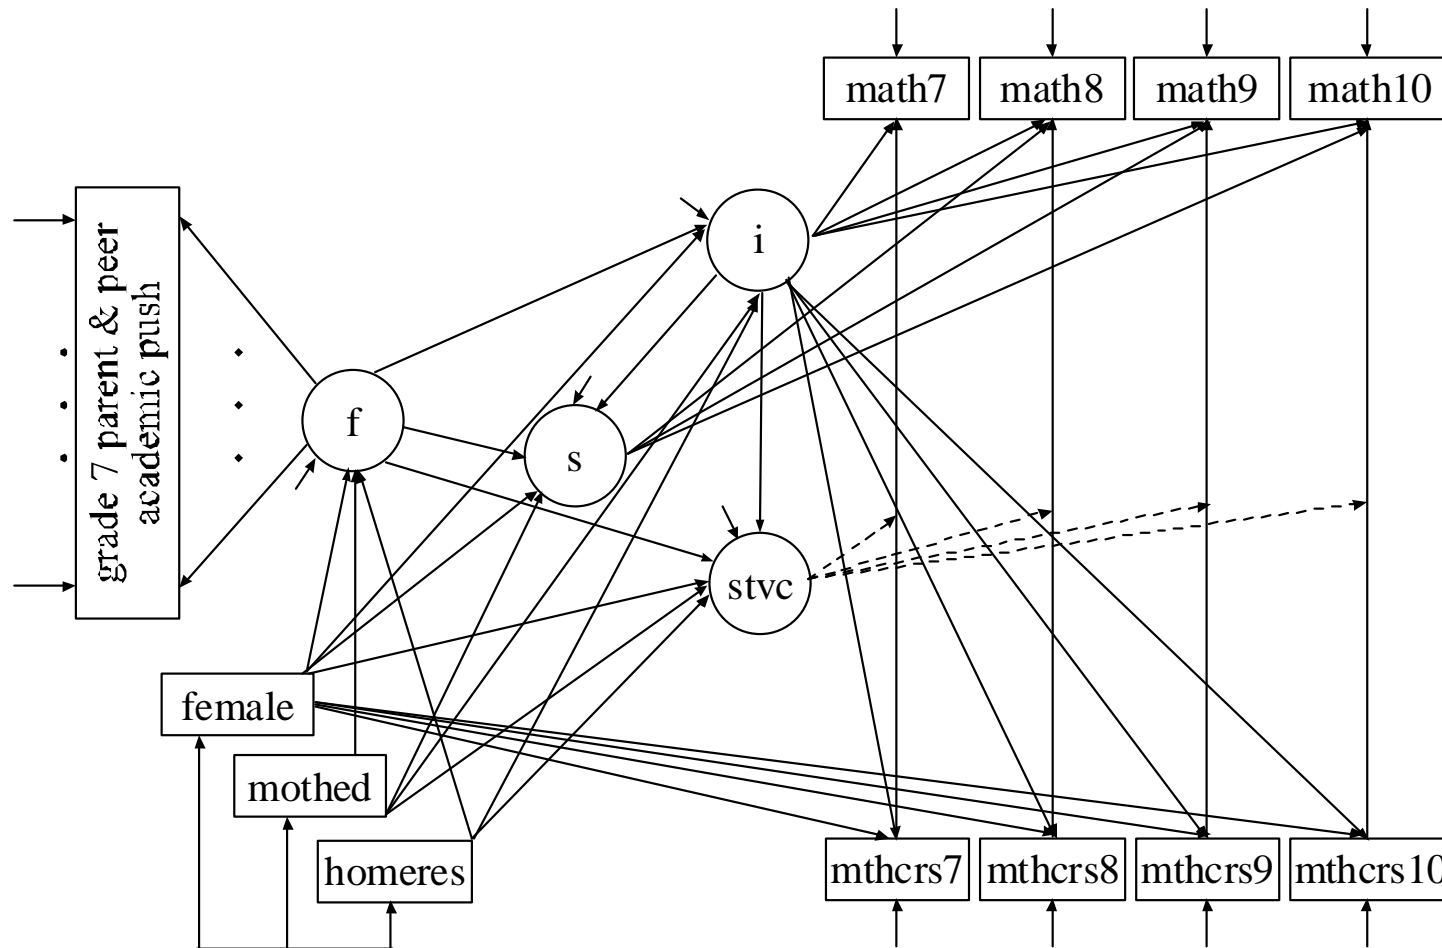 math7
math8
math9
math10
grade 7 parent & peer
academic push
i
f
s
stvc
female
mothed
homeres
mthcrs7
mthcrs8
mthcrs9
mthcrs10